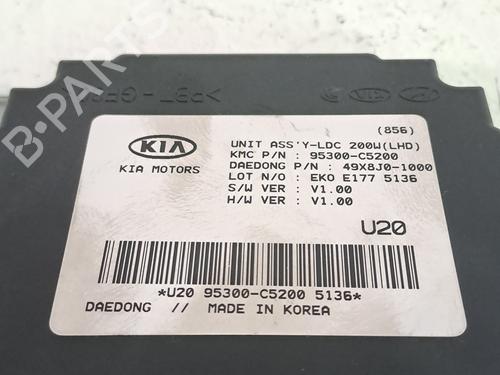 B-PARTS
(856)
KIA
KIA MOTORS
UNIT ASS'Y-LDC 200W(LHD)
KMC P/N : 95300-C5200
DAEDONG P/N : 49X8J0-1000
LOT N/O : EKO E177 5136
S/W VER : V1.00
H/W VER : V1.00
U20
*U20 95300-C5200 5136*
DAEDONG // MADE IN KOREA